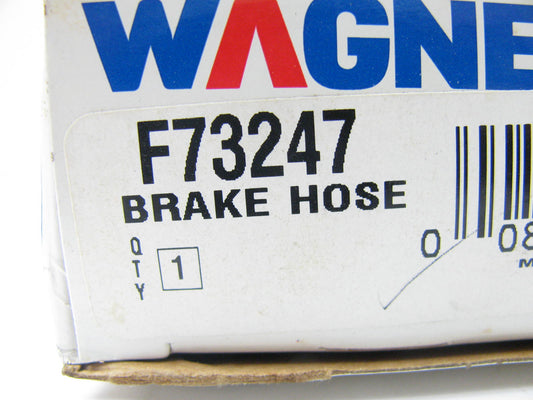 WAGNE
F73247
BRAKE HOSE
QTY 1
0 08
M